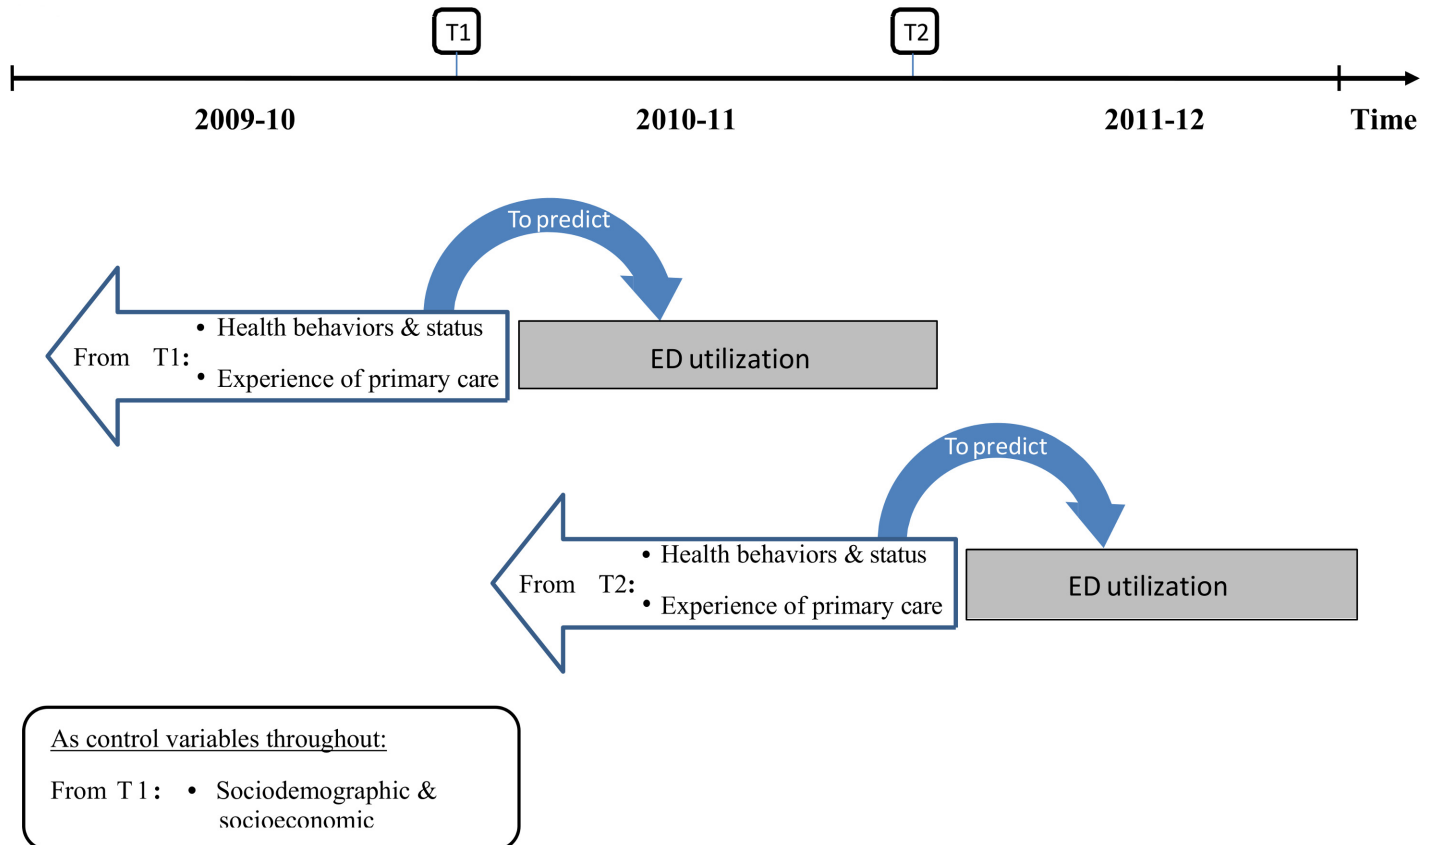 T1
T2
2009-10
2010-11
2011-12
Time
To predict
From T1:
• Health behaviors & status
• Experience of primary care
ED utilization
To predict
From T2:
• Health behaviors & status
• Experience of primary care
ED utilization
As control variables throughout:
From T 1: • Sociodemographic &
socioeconomic